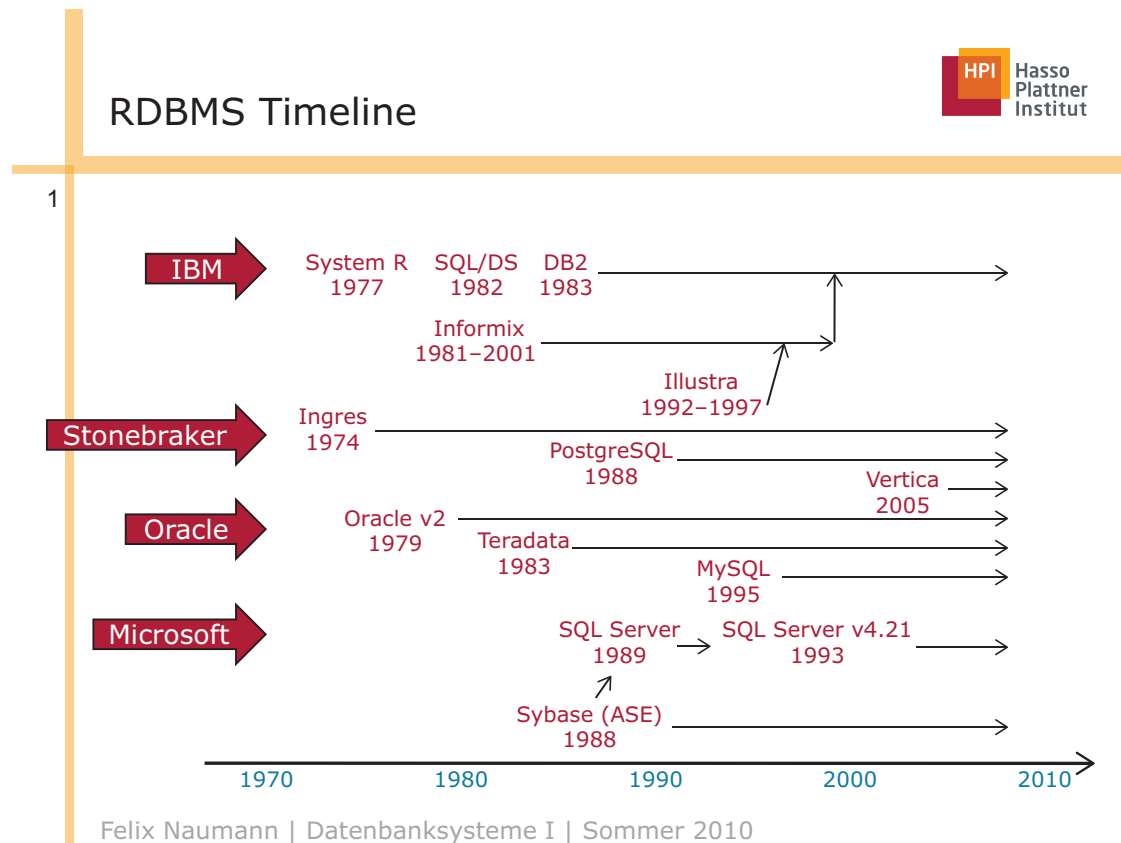 HPI
Hasso
Plattner
Institut
RDBMS Timeline
1
IBM
System R
1977
SQL/DS
1982
DB2
1983
Informix
1981–2001
Illustra
1992–1997
Stonebraker
Ingres
1974
PostgreSQL
1988
Vertica
2005
Oracle
Oracle v2
1979
Teradata
1983
MySQL
1995
Microsoft
SQL Server
1989
SQL Server v4.21
1993
Sybase (ASE)
1988
1970 1980 1990 2000 2010
Felix Naumann | Datenbanksysteme I | Sommer 2010